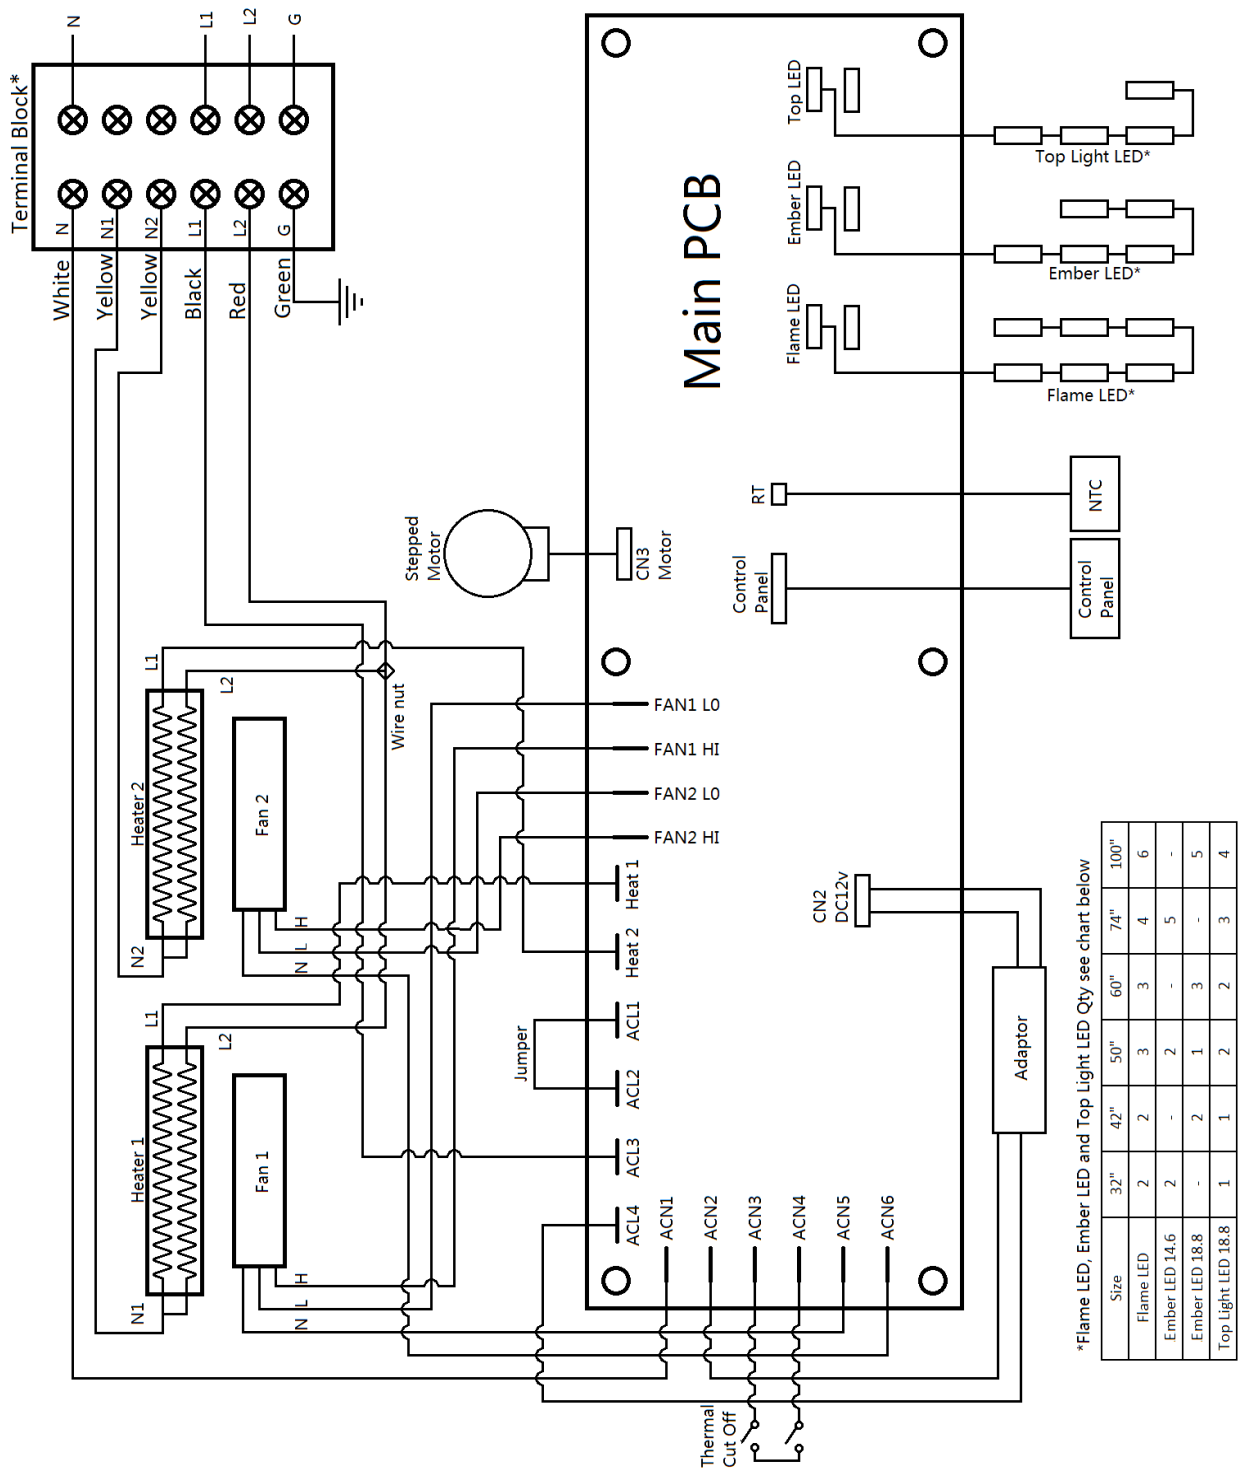 Terminal Block*
N
L1
L2
G
N
N1
N2
L1
L2
G
White
Yellow
Yellow
Black
Red
Green
Stepped
Motor
CN3
Motor
Main PCB
Top LED
Ember LED
Flame LED
Top Light LED*
Ember LED*
Flame LED*
RT
NTC
Control
Panel
Control
Panel
L1
L2
Heater 2
N2
Fan 2
H
L
N
Wire nut
L1
L2
Heater 1
N1
Fan 1
H
L
N
FAN1 L0
FAN1 HI
FAN2 L0
FAN2 HI
Heat 1
Heat 2
Jumper
ACL1
ACL2
ACL3
ACL4
ACN1
ACN2
ACN3
ACN4
ACN5
ACN6
CN2
DC12v
Adaptor
Thermal
Cut Off
*Flame LED, Ember LED and Top Light LED Qty see chart below
Size 32" 42" 50" 60" 74" 100"
Flame LED 2 2 3 3 4 6
Ember LED 14.6 2 - 2 - 5 -
Ember LED 18.8 - 2 1 3 - 5
Top Light LED 18.8 1 1 2 2 3 4